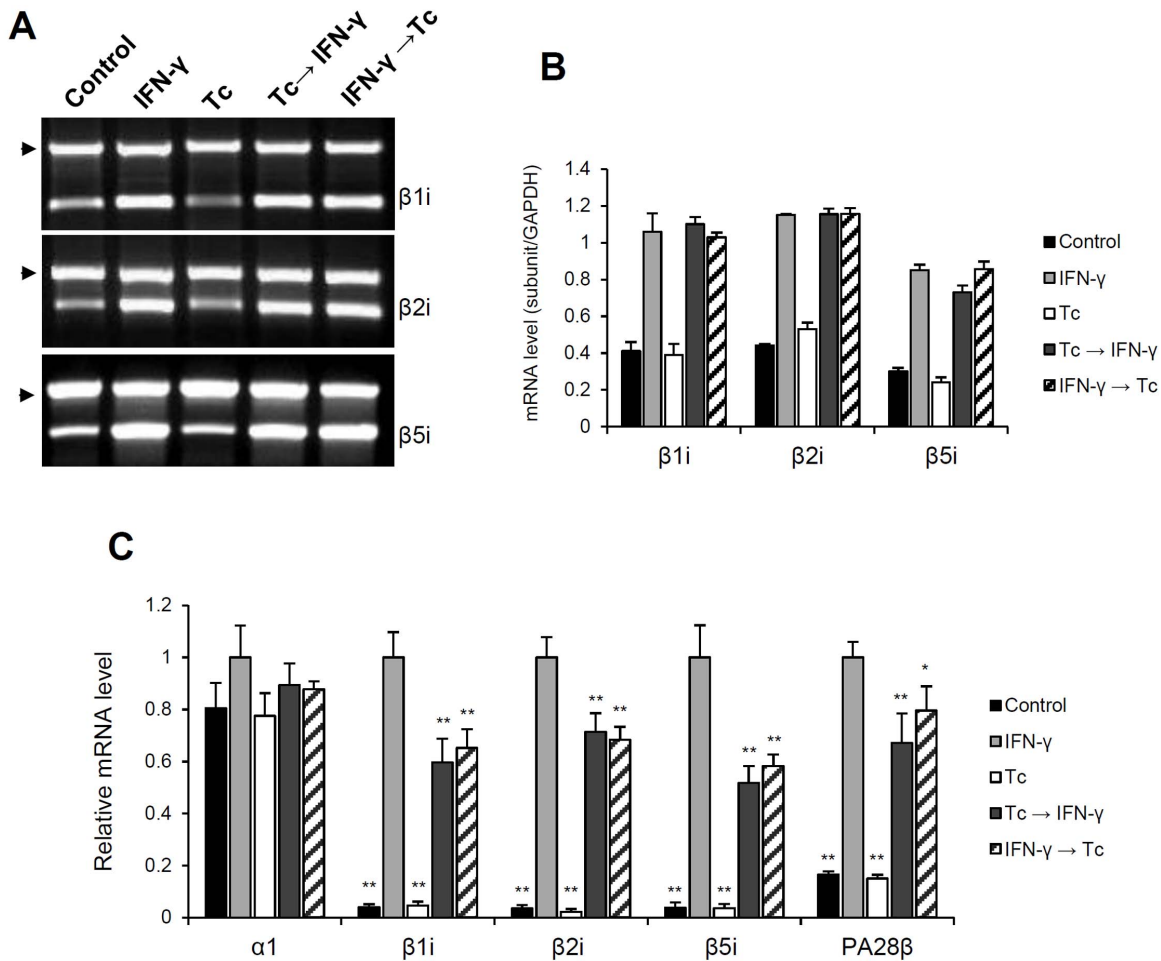 A
Control IFN-γ Tc Tc→IFN-γ IFN-γ→Tc
β1i
β2i
β5i
B
mRNA level (subunit/GAPDH)
1.4
1.2
1
0.8
0.6
0.4
0.2
0
β1i β2i β5i
Control
IFN-γ
Tc
Tc → IFN-γ
IFN-γ → Tc
C
Relative mRNA level
1.2
1
0.8
0.6
0.4
0.2
0
** ** ** **
** ** ** **
** ** ** **
** ** ** *
α1 β1i β2i β5i PA28β
Control
IFN-γ
Tc
Tc → IFN-γ
IFN-γ → Tc